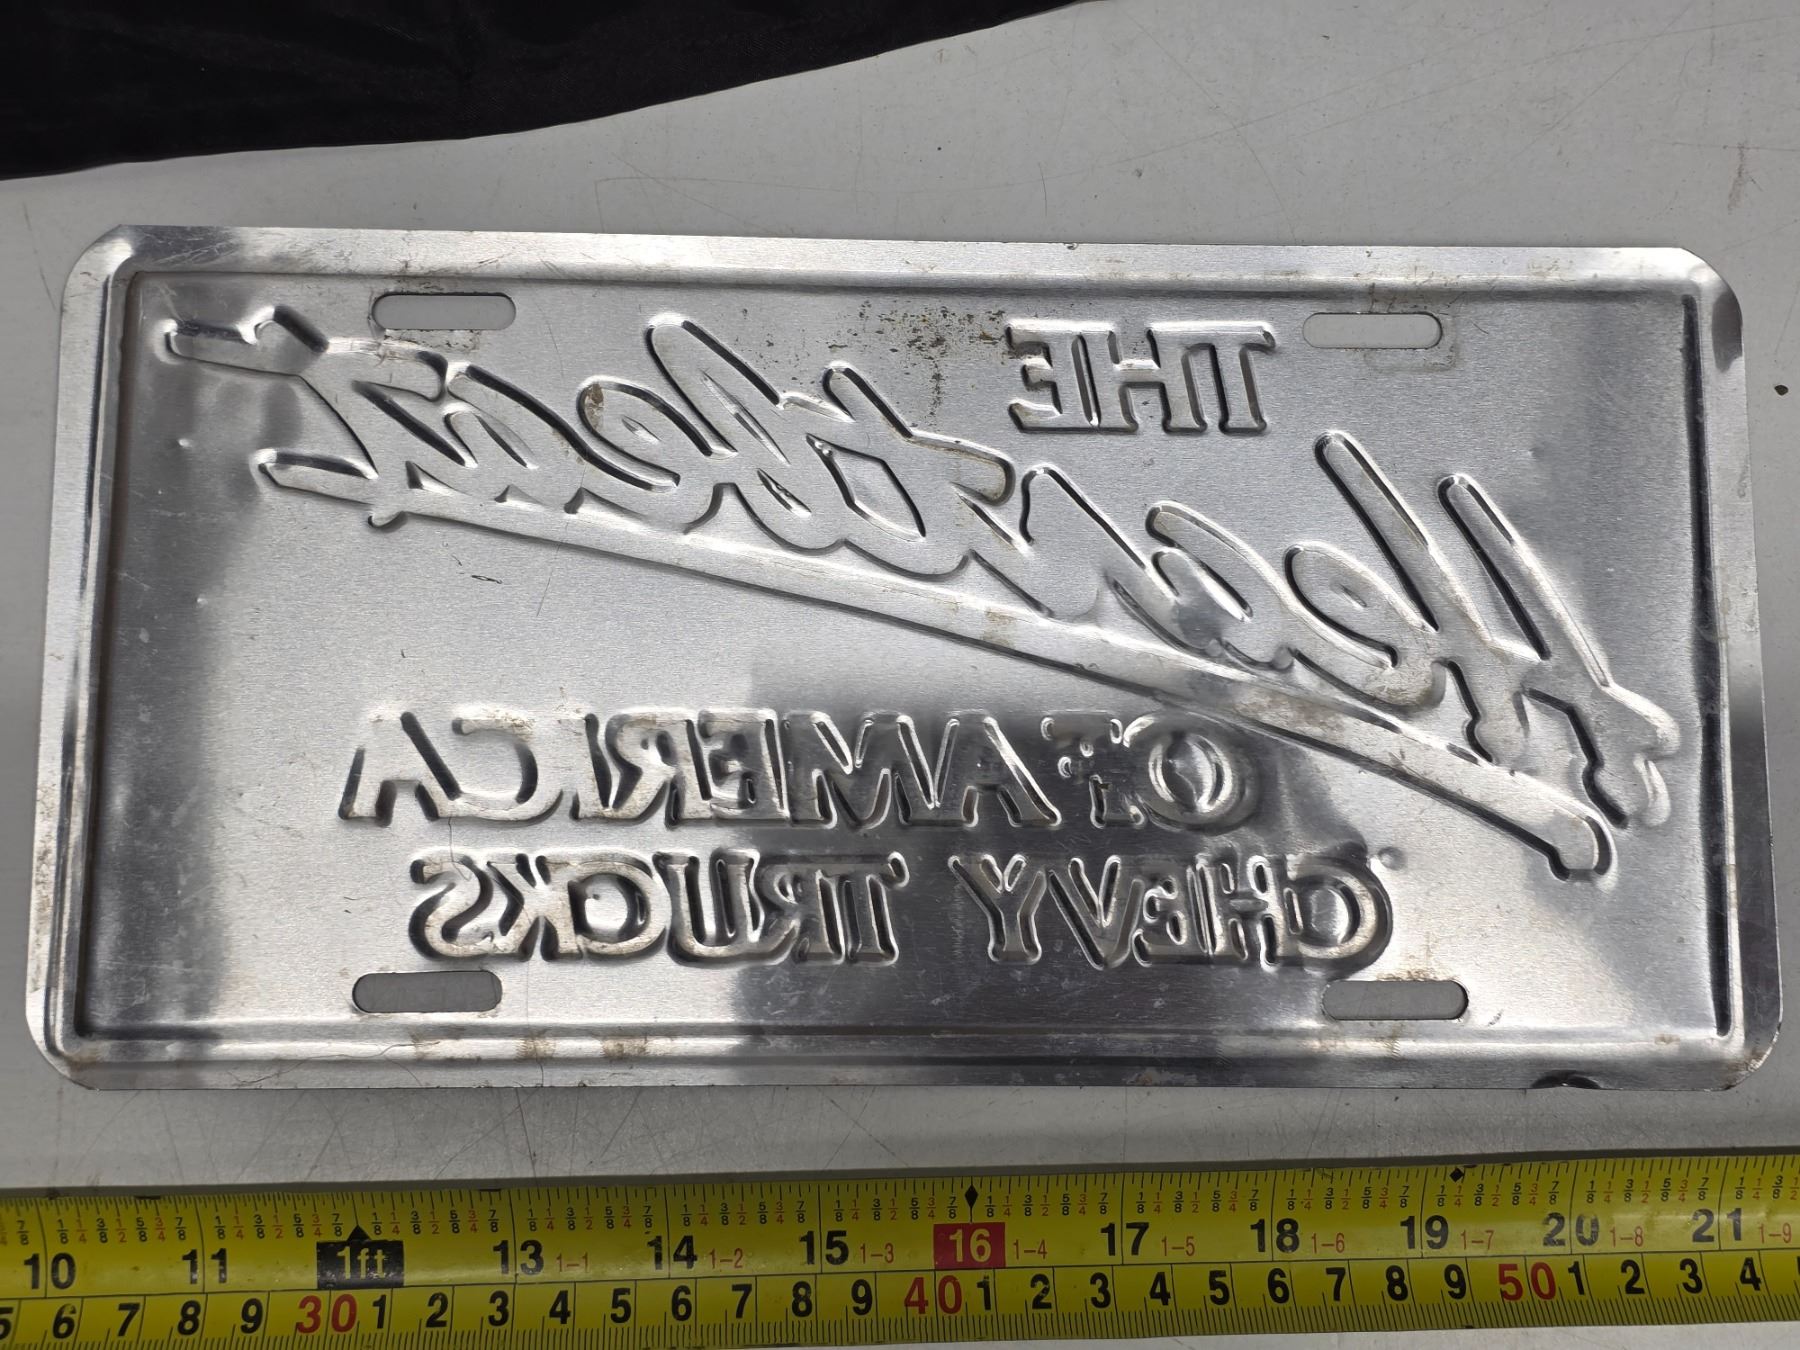 THE
Heartbeat
OF AMERICA
CHEVY TRUCKS
10 11 1ft 13 1-1 14 1-2 15 1-3 16 1-4 17 1-5 18 1-6 19 1-7 20 1-8 21 1-9
5 6 7 8 9 30 1 2 3 4 5 6 7 8 9 40 1 2 3 4 5 6 7 8 9 50 1 2 3 4